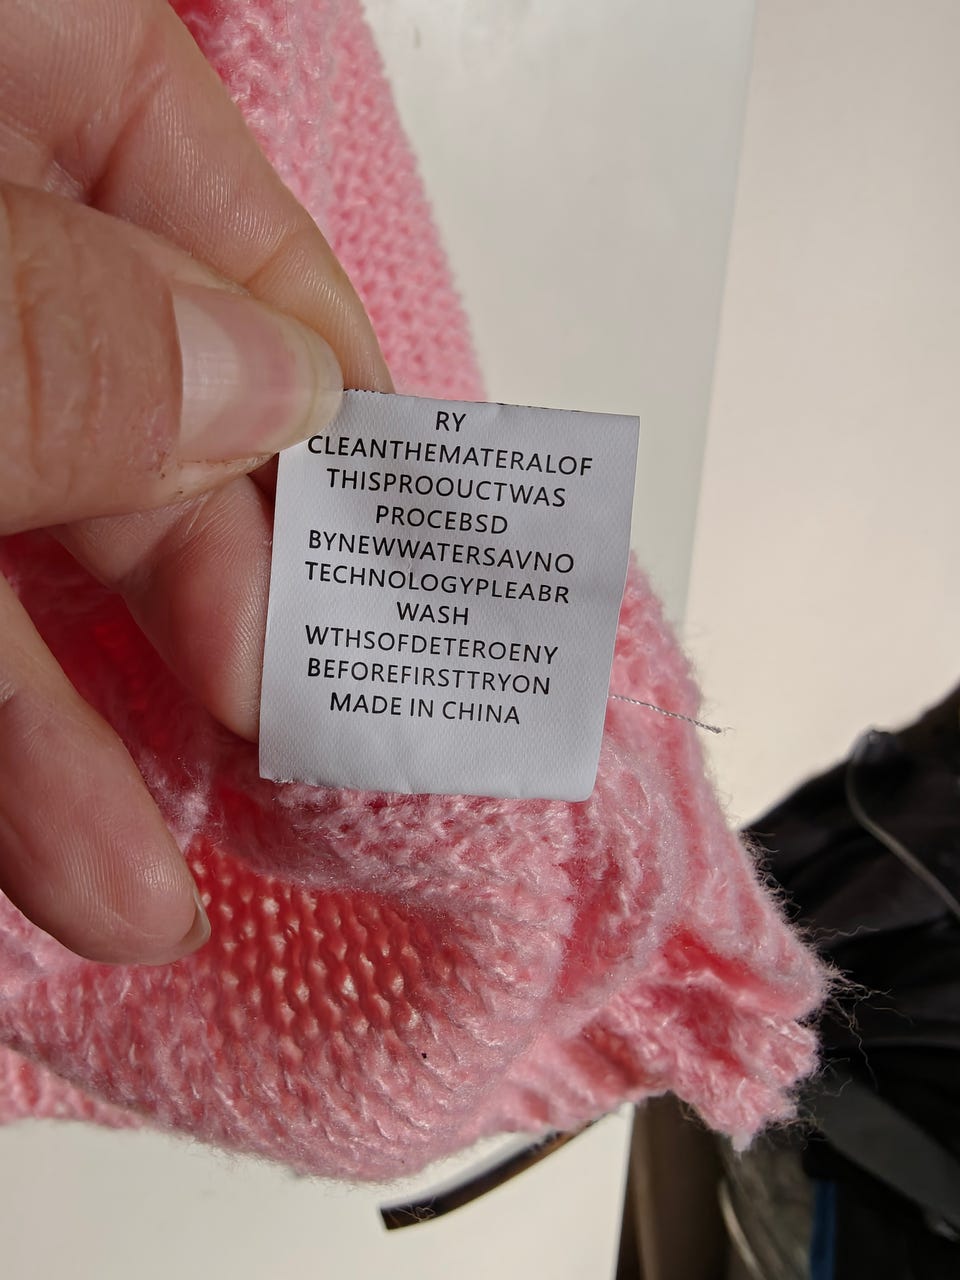 RY
CLEANTHEMATERALOF
THISPROOUCTWAS
PROCEBSD
BYNEWWATERSAVNO
TECHNOLOGYPLEABR
WASH
WTHSOFDETEROENY
BEFOREFIRSTTRYON
MADE IN CHINA